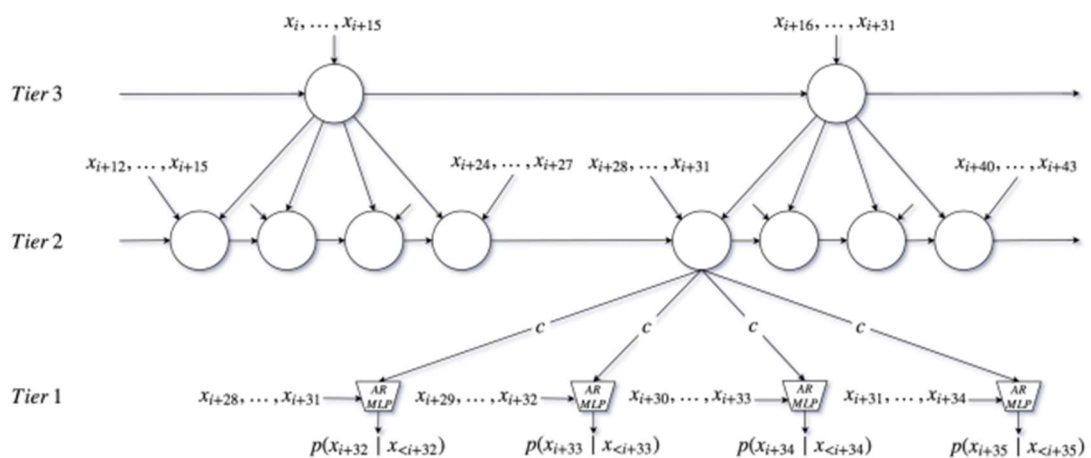 x_i, …, x_{i+15} x_{i+16}, …, x_{i+31}
Tier 3
x_{i+12}, …, x_{i+15} x_{i+24}, …, x_{i+27} x_{i+28}, …, x_{i+31} x_{i+40}, …, x_{i+43}
Tier 2
c c c c
AR AR AR AR
Tier 1 x_{i+28}, …, x_{i+31} x_{i+29}, …, x_{i+32} x_{i+30}, …, x_{i+33} x_{i+31}, …, x_{i+34}
MLP MLP MLP MLP
p(x_{i+32} | x_{<i+32}) p(x_{i+33} | x_{<i+33}) p(x_{i+34} | x_{<i+34}) p(x_{i+35} | x_{<i+35})